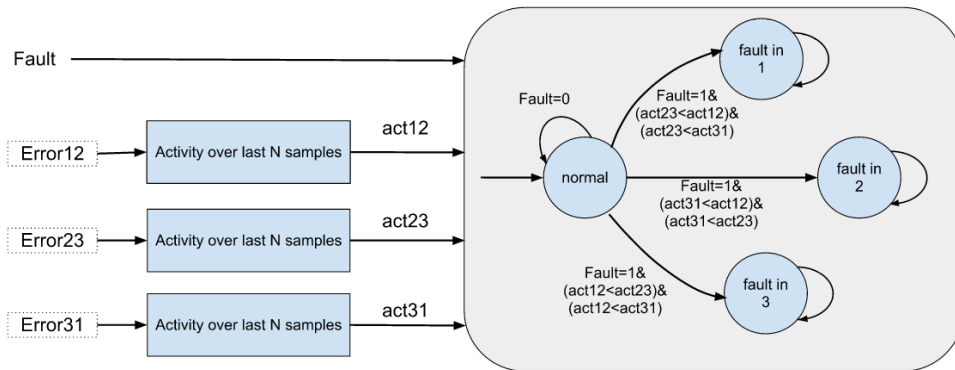 Fault
Error12
Activity over last N samples
act12
Error23
Activity over last N samples
act23
Error31
Activity over last N samples
act31
Fault=0
normal
Fault=1&
(act23<act12)&
(act23<act31)
fault in
1
Fault=1&
(act31<act12)&
(act31<act23)
fault in
2
Fault=1&
(act12<act23)&
(act12<act31)
fault in
3